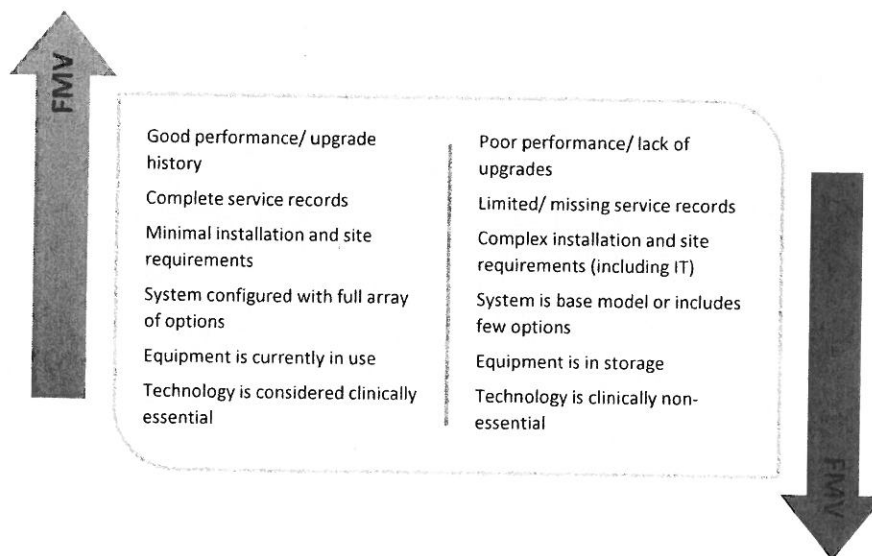 FMV
Good performance/ upgrade
history
Complete service records
Minimal installation and site
requirements
System configured with full array
of options
Equipment is currently in use
Technology is considered clinically
essential
Poor performance/ lack of
upgrades
Limited/ missing service records
Complex installation and site
requirements (including IT)
System is base model or includes
few options
Equipment is in storage
Technology is clinically non-
essential
FMV